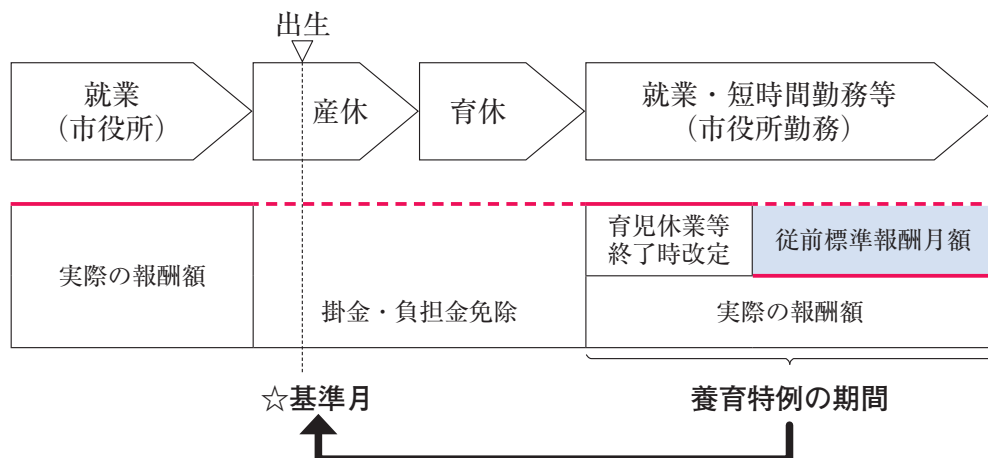 出生
就業
（市役所）
産休
育休
就業・短時間勤務等
（市役所勤務）
実際の報酬額
掛金・負担金免除
育児休業等
終了時改定
従前標準報酬月額
実際の報酬額
☆基準月
養育特例の期間